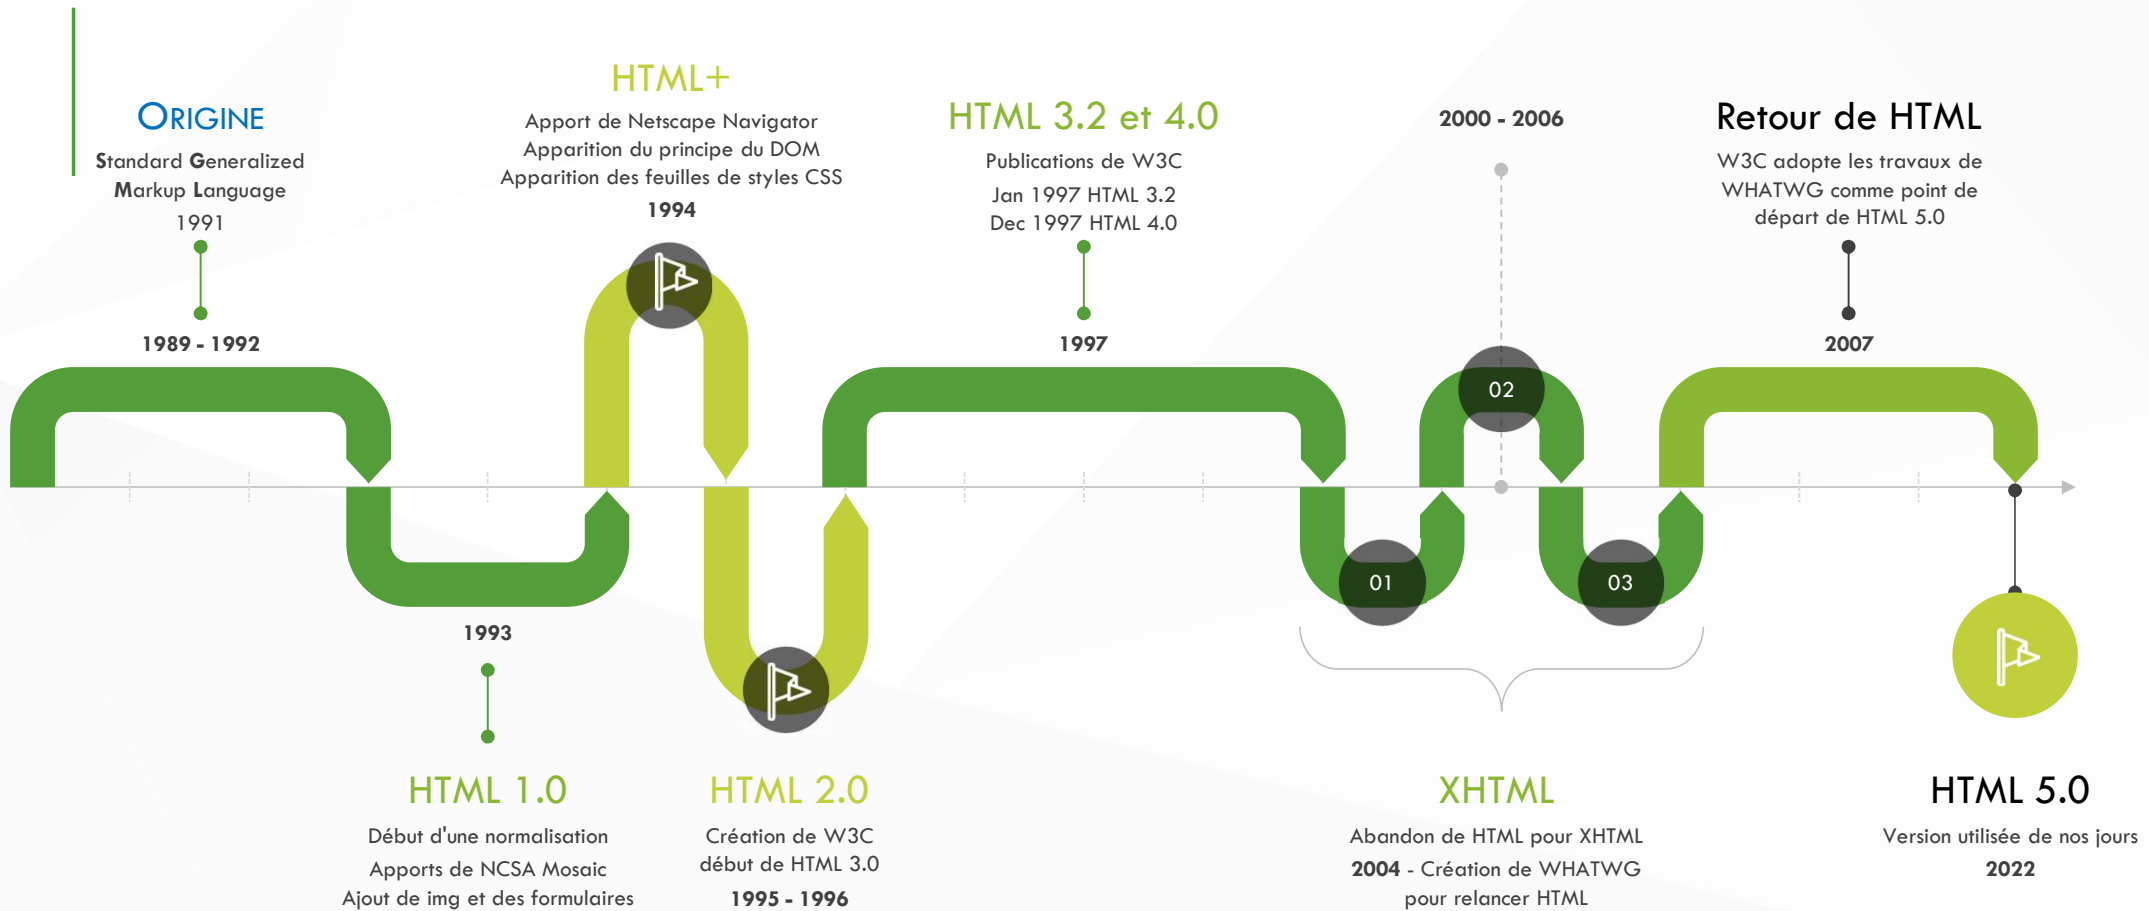 ORIGINE
Standard Generalized
Markup Language
1991
1989 - 1992
HTML+
Apport de Netscape Navigator
Apparition du principe du DOM
Apparition des feuilles de styles CSS
1994
HTML 3.2 et 4.0
Publications de W3C
Jan 1997 HTML 3.2
Dec 1997 HTML 4.0
1997
2000 - 2006
02
Retour de HTML
W3C adopte les travaux de
WHATWG comme point de
départ de HTML 5.0
2007
1993
HTML 1.0
Début d'une normalisation
Apports de NCSA Mosaic
Ajout de img et des formulaires
HTML 2.0
Création de W3C
début de HTML 3.0
1995 - 1996
01
03
XHTML
Abandon de HTML pour XHTML
2004 - Création de WHATWG
pour relancer HTML
HTML 5.0
Version utilisée de nos jours
2022